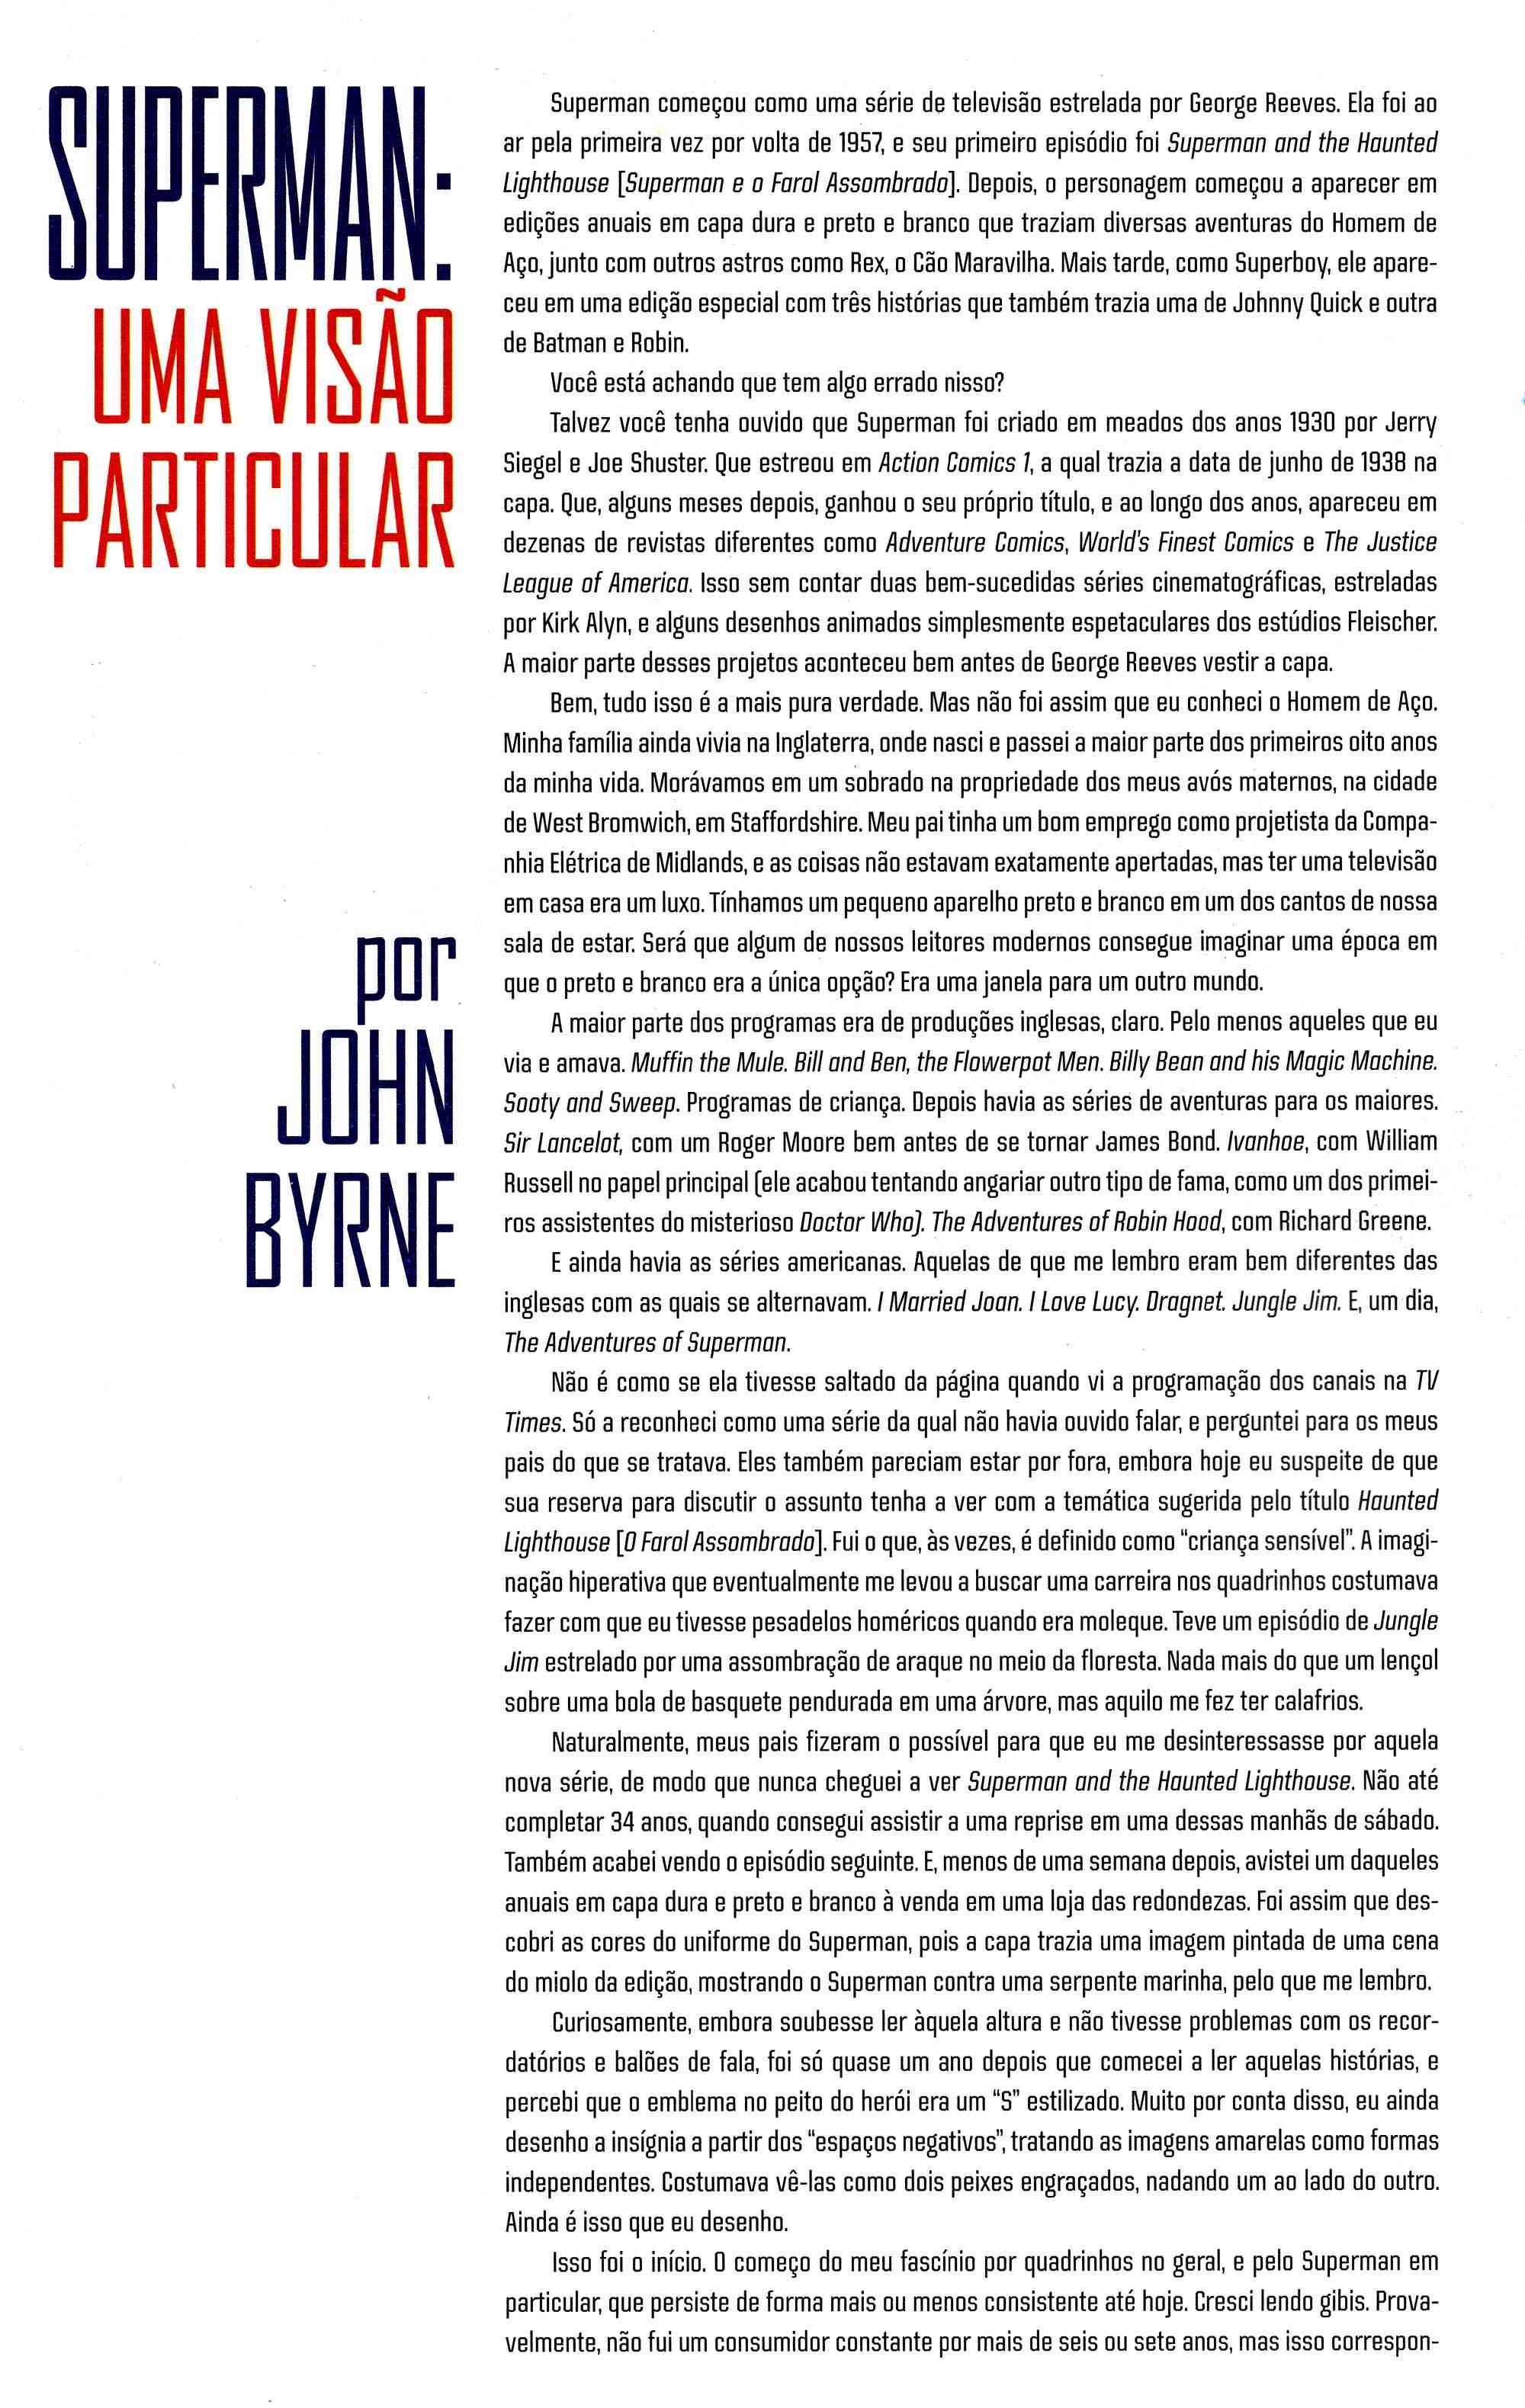 SUPERMAN:
UMA VISÃO
PARTICULAR
por
JOHN
BYRNE
Superman começou como uma série de televisão estrelada por George Reeves. Ela foi ao
ar pela primeira vez por volta de 1957, e seu primeiro episódio foi Superman and the Haunted
Lighthouse [Superman e o Farol Assombrado]. Depois, o personagem começou a aparecer em
edições anuais em capa dura e preto e branco que traziam diversas aventuras do Homem de
Aço, junto com outros astros como Rex, o Cão Maravilha. Mais tarde, como Superboy, ele apare-
ceu em uma edição especial com três histórias que também trazia uma de Johnny Quick e outra
de Batman e Robin.
Você está achando que tem algo errado nisso?
Talvez você tenha ouvido que Superman foi criado em meados dos anos 1930 por Jerry
Siegel e Joe Shuster. Que estreou em Action Comics 1, a qual trazia a data de junho de 1938 na
capa. Que, alguns meses depois, ganhou o seu próprio título, e ao longo dos anos, apareceu em
dezenas de revistas diferentes como Adventure Comics, World's Finest Comics e The Justice
League of America. Isso sem contar duas bem-sucedidas séries cinematográficas, estreladas
por Kirk Alyn, e alguns desenhos animados simplesmente espetaculares dos estúdios Fleischer.
A maior parte desses projetos aconteceu bem antes de George Reeves vestir a capa.
Bem, tudo isso é a mais pura verdade. Mas não foi assim que eu conheci o Homem de Aço.
Minha família ainda vivia na Inglaterra, onde nasci e passei a maior parte dos primeiros oito anos
da minha vida. Morávamos em um sobrado na propriedade dos meus avós maternos, na cidade
de West Bromwich, em Staffordshire. Meu pai tinha um bom emprego como projetista da Compa-
nhia Elétrica de Midlands, e as coisas não estavam exatamente apertadas, mas ter uma televisão
em casa era um luxo. Tínhamos um pequeno aparelho preto e branco em um dos cantos de nossa
sala de estar. Será que algum de nossos leitores modernos consegue imaginar uma época em
que o preto e branco era a única opção? Era uma janela para um outro mundo.
A maior parte dos programas era de produções inglesas, claro. Pelo menos aqueles que eu
via e amava. Muffin the Mule. Bill and Ben, the Flowerpot Men. Billy Bean and his Magic Machine.
Sooty and Sweep. Programas de criança. Depois havia as séries de aventuras para os maiores.
Sir Lancelot, com um Roger Moore bem antes de se tornar James Bond. Ivanhoe, com William
Russell no papel principal (ele acabou tentando angariar outro tipo de fama, como um dos primei-
ros assistentes do misterioso Doctor Who). The Adventures of Robin Hood, com Richard Greene.
E ainda havia as séries americanas. Aquelas de que me lembro eram bem diferentes das
inglesas com as quais se alternavam. I Married Joan. I Love Lucy. Dragnet. Jungle Jim. E, um dia,
The Adventures of Superman.
Não é como se ela tivesse saltado da página quando vi a programação dos canais na TV
Times. Só a reconheci como uma série da qual não havia ouvido falar, e perguntei para os meus
pais do que se tratava. Eles também pareciam estar por fora, embora hoje eu suspeite de que
sua reserva para discutir o assunto tenha a ver com a temática sugerida pelo título Haunted
Lighthouse [O Farol Assombrado]. Fui o que, às vezes, é definido como “criança sensível”. A imagi-
nação hiperativa que eventualmente me levou a buscar uma carreira nos quadrinhos costumava
fazer com que eu tivesse pesadelos homéricos quando era moleque. Teve um episódio de Jungle
Jim estrelado por uma assombração de araque no meio da floresta. Nada mais do que um lençol
sobre uma bola de basquete pendurada em uma árvore, mas aquilo me fez ter calafrios.
Naturalmente, meus pais fizeram o possível para que eu me desinteressasse por aquela
nova série, de modo que nunca cheguei a ver Superman and the Haunted Lighthouse. Não até
completar 34 anos, quando consegui assistir a uma reprise em uma dessas manhãs de sábado.
Também acabei vendo o episódio seguinte. E, menos de uma semana depois, avistei um daqueles
anuais em capa dura e preto e branco à venda em uma loja das redondezas. Foi assim que des-
cobri as cores do uniforme do Superman, pois a capa trazia uma imagem pintada de uma cena
do miolo da edição, mostrando o Superman contra uma serpente marinha, pelo que me lembro.
Curiosamente, embora soubesse ler àquela altura e não tivesse problemas com os recor-
datórios e balões de fala, foi só quase um ano depois que comecei a ler aquelas histórias, e
percebi que o emblema no peito do herói era um “S” estilizado. Muito por conta disso, eu ainda
desenho a insígnia a partir dos “espaços negativos”, tratando as imagens amarelas como formas
independentes. Costumava vê-las como dois peixes engraçados, nadando um ao lado do outro.
Ainda é isso que eu desenho.
Isso foi o início. O começo do meu fascínio por quadrinhos no geral, e pelo Superman em
particular, que persiste de forma mais ou menos consistente até hoje. Cresci lendo gibis. Prova-
velmente, não fui um consumidor constante por mais de seis ou sete anos, mas isso correspon-